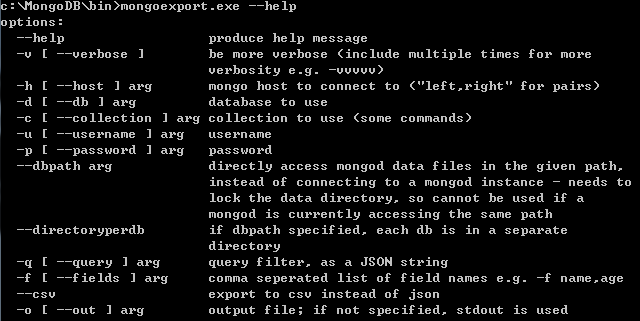 c:\MongoDB\bin>mongoexport.exe --help
options:
--help produce help message
-v [ --verbose ] be more verbose (include multiple times for more
verbosity e.g. -vvvvv)
-h [ --host ] arg mongo host to connect to ("left,right" for pairs)
-d [ --db ] arg database to use
-c [ --collection ] arg collection to use (some commands)
-u [ --username ] arg username
-p [ --password ] arg password
--dbpath arg directly access mongod data files in the given path,
instead of connecting to a mongod instance - needs to
lock the data directory, so cannot be used if a
mongod is currently accessing the same path
--directoryperdb if dbpath specified, each db is in a separate
directory
-q [ --query ] arg query filter, as a JSON string
-f [ --fields ] arg comma seperated list of field names e.g. -f name,age
--csv export to csv instead of json
-o [ --out ] arg output file; if not specified, stdout is used